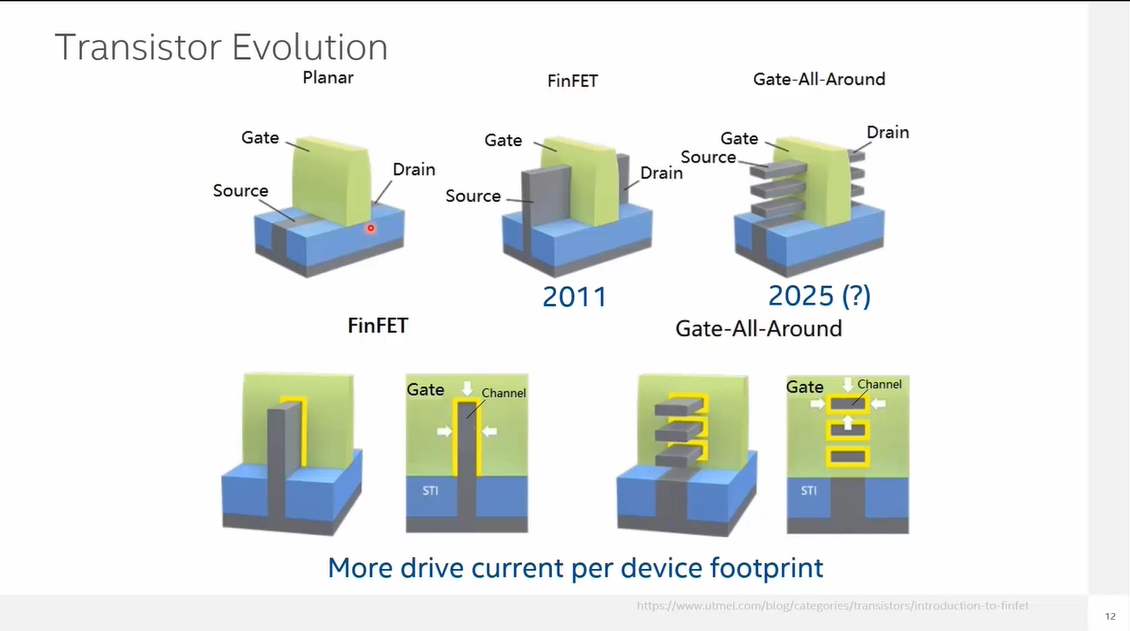 Transistor Evolution
Planar
FinFET
Gate-All-Around
Gate
Source
Drain
Gate
Source
Drain
Gate
Source
Drain
2011
2025 (?)
FinFET
Gate-All-Around
Gate
Channel
STI
Gate
Channel
STI
More drive current per device footprint
https://www.utmel.com/blog/categories/transistors/introduction-to-finfet
12